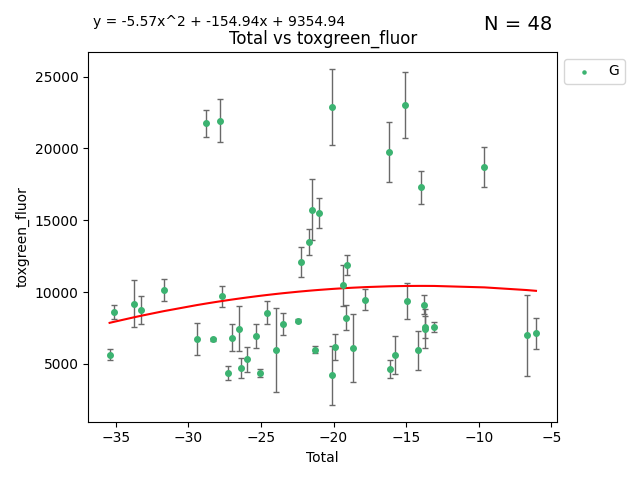 y = -5.57x^2 + -154.94x + 9354.94
N = 48
Total vs toxgreen_fluor
G
toxgreen_fluor
25000
20000
15000
10000
5000
−35 −30 −25 −20 −15 −10 −5
Total